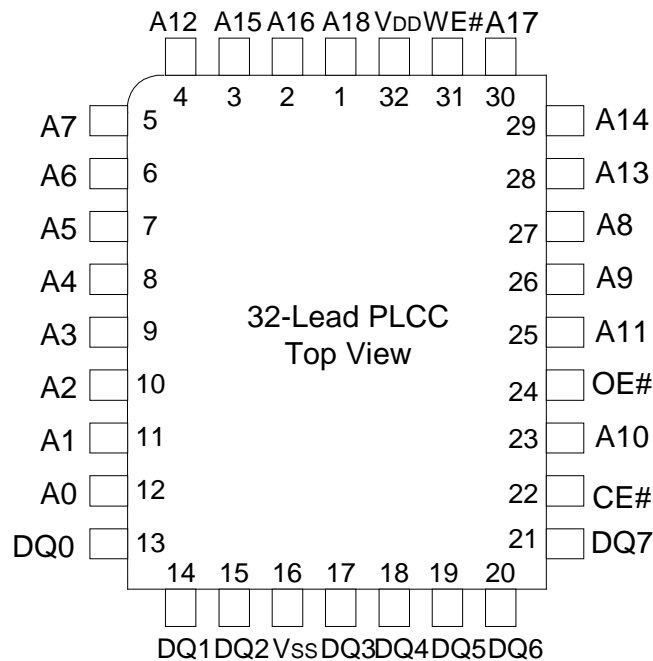 A12 A15 A16 A18 VDD WE# A17
4 3 2 1 32 31 30
A7 5 29 A14
A6 6 28 A13
A5 7 27 A8
A4 8 26 A9
32-Lead PLCC
Top View
A3 9 25 A11
A2 10 24 OE#
A1 11 23 A10
A0 12 22 CE#
DQ0 13 21 DQ7
14 15 16 17 18 19 20
DQ1 DQ2 VSS DQ3 DQ4 DQ5 DQ6